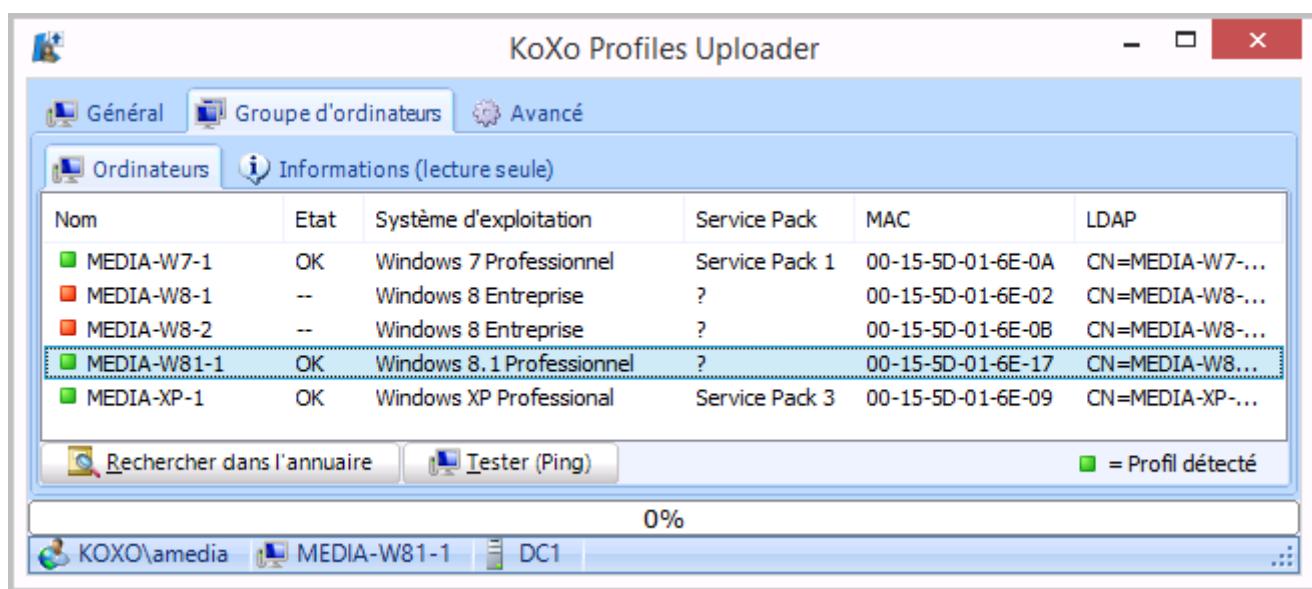 KoXo Profiles Uploader
Général Groupe d'ordinateurs Avancé
Ordinateurs Informations (lecture seule)
Nom Etat Système d'exploitation Service Pack MAC LDAP
MEDIA-W7-1 OK Windows 7 Professionnel Service Pack 1 00-15-5D-01-6E-0A CN=MEDIA-W7-...
MEDIA-W8-1 -- Windows 8 Entreprise ? 00-15-5D-01-6E-02 CN=MEDIA-W8-...
MEDIA-W8-2 -- Windows 8 Entreprise ? 00-15-5D-01-6E-0B CN=MEDIA-W8-...
MEDIA-W81-1 OK Windows 8.1 Professionnel ? 00-15-5D-01-6E-17 CN=MEDIA-W8...
MEDIA-XP-1 OK Windows XP Professional Service Pack 3 00-15-5D-01-6E-09 CN=MEDIA-XP-...
Rechercher dans l'annuaire Tester (Ping) = Profil détecté
0%
KOXO\amedia MEDIA-W81-1 DC1